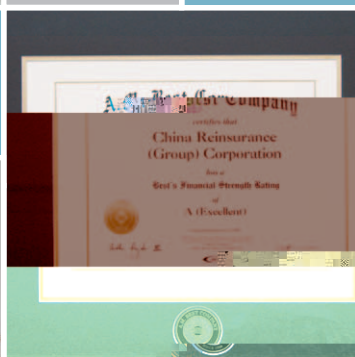 A.M. Best Company
certifies that
China Reinsurance
(Group) Corporation
has a
Best's Financial Strength Rating
of
A (Excellent)